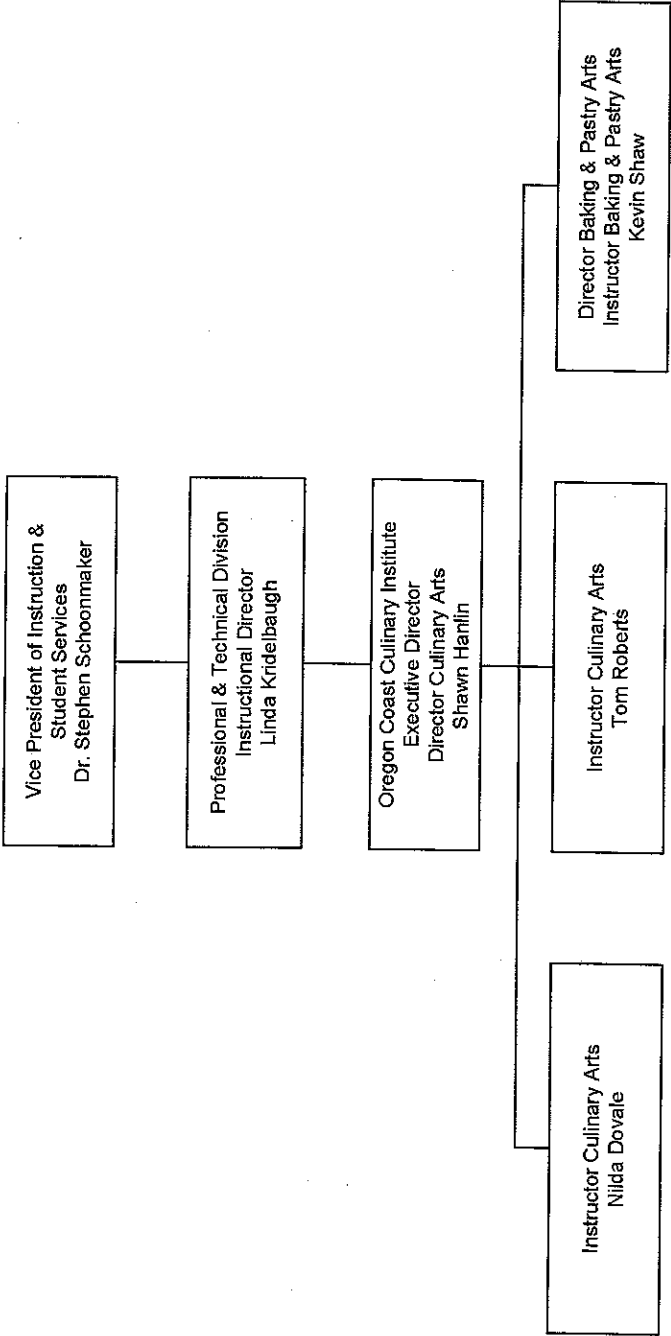 Vice President of Instruction &
Student Services
Dr. Stephen Schoonmaker
Professional & Technical Division
Instructional Director
Linda Kridelbaugh
Oregon Coast Culinary Institute
Executive Director
Director Culinary Arts
Shawn Hanlin
Instructor Culinary Arts
Nilda Dovale
Instructor Culinary Arts
Tom Roberts
Director Baking & Pastry Arts
Instructor Baking & Pastry Arts
Kevin Shaw